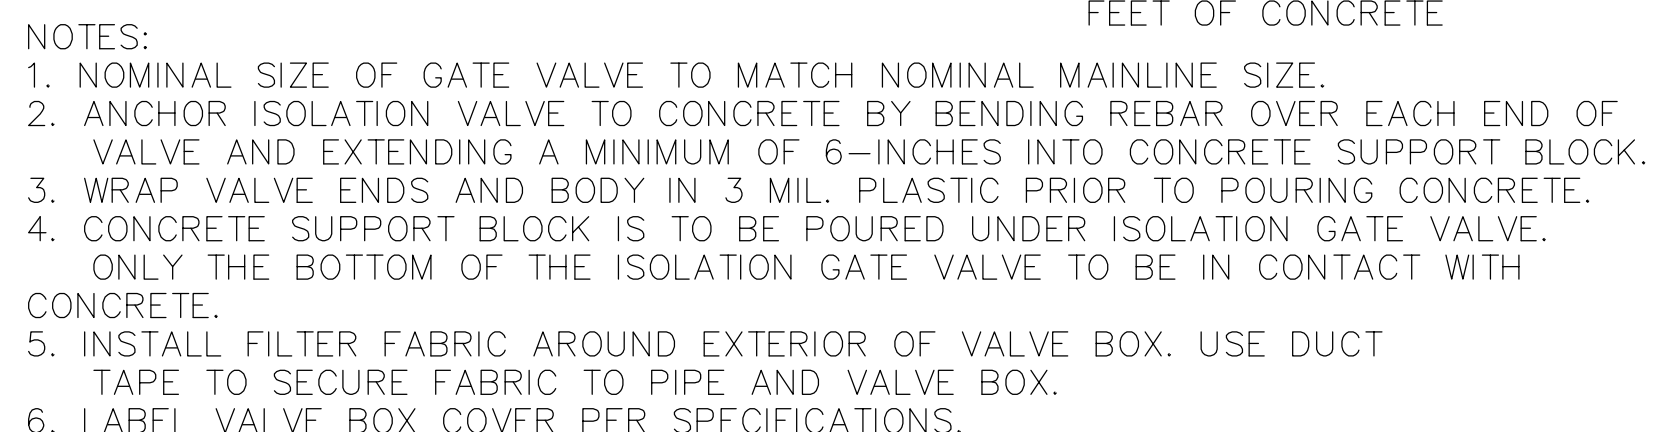 FEET OF CONCRETE
NOTES:
1. NOMINAL SIZE OF GATE VALVE TO MATCH NOMINAL MAINLINE SIZE.
2. ANCHOR ISOLATION VALVE TO CONCRETE BY BENDING REBAR OVER EACH END OF
VALVE AND EXTENDING A MINIMUM OF 6-INCHES INTO CONCRETE SUPPORT BLOCK.
3. WRAP VALVE ENDS AND BODY IN 3 MIL. PLASTIC PRIOR TO POURING CONCRETE.
4. CONCRETE SUPPORT BLOCK IS TO BE POURED UNDER ISOLATION GATE VALVE.
ONLY THE BOTTOM OF THE ISOLATION GATE VALVE TO BE IN CONTACT WITH
CONCRETE.
5. INSTALL FILTER FABRIC AROUND EXTERIOR OF VALVE BOX. USE DUCT
TAPE TO SECURE FABRIC TO PIPE AND VALVE BOX.
6. LABEL VALVE BOX COVER PER SPECIFICATIONS.